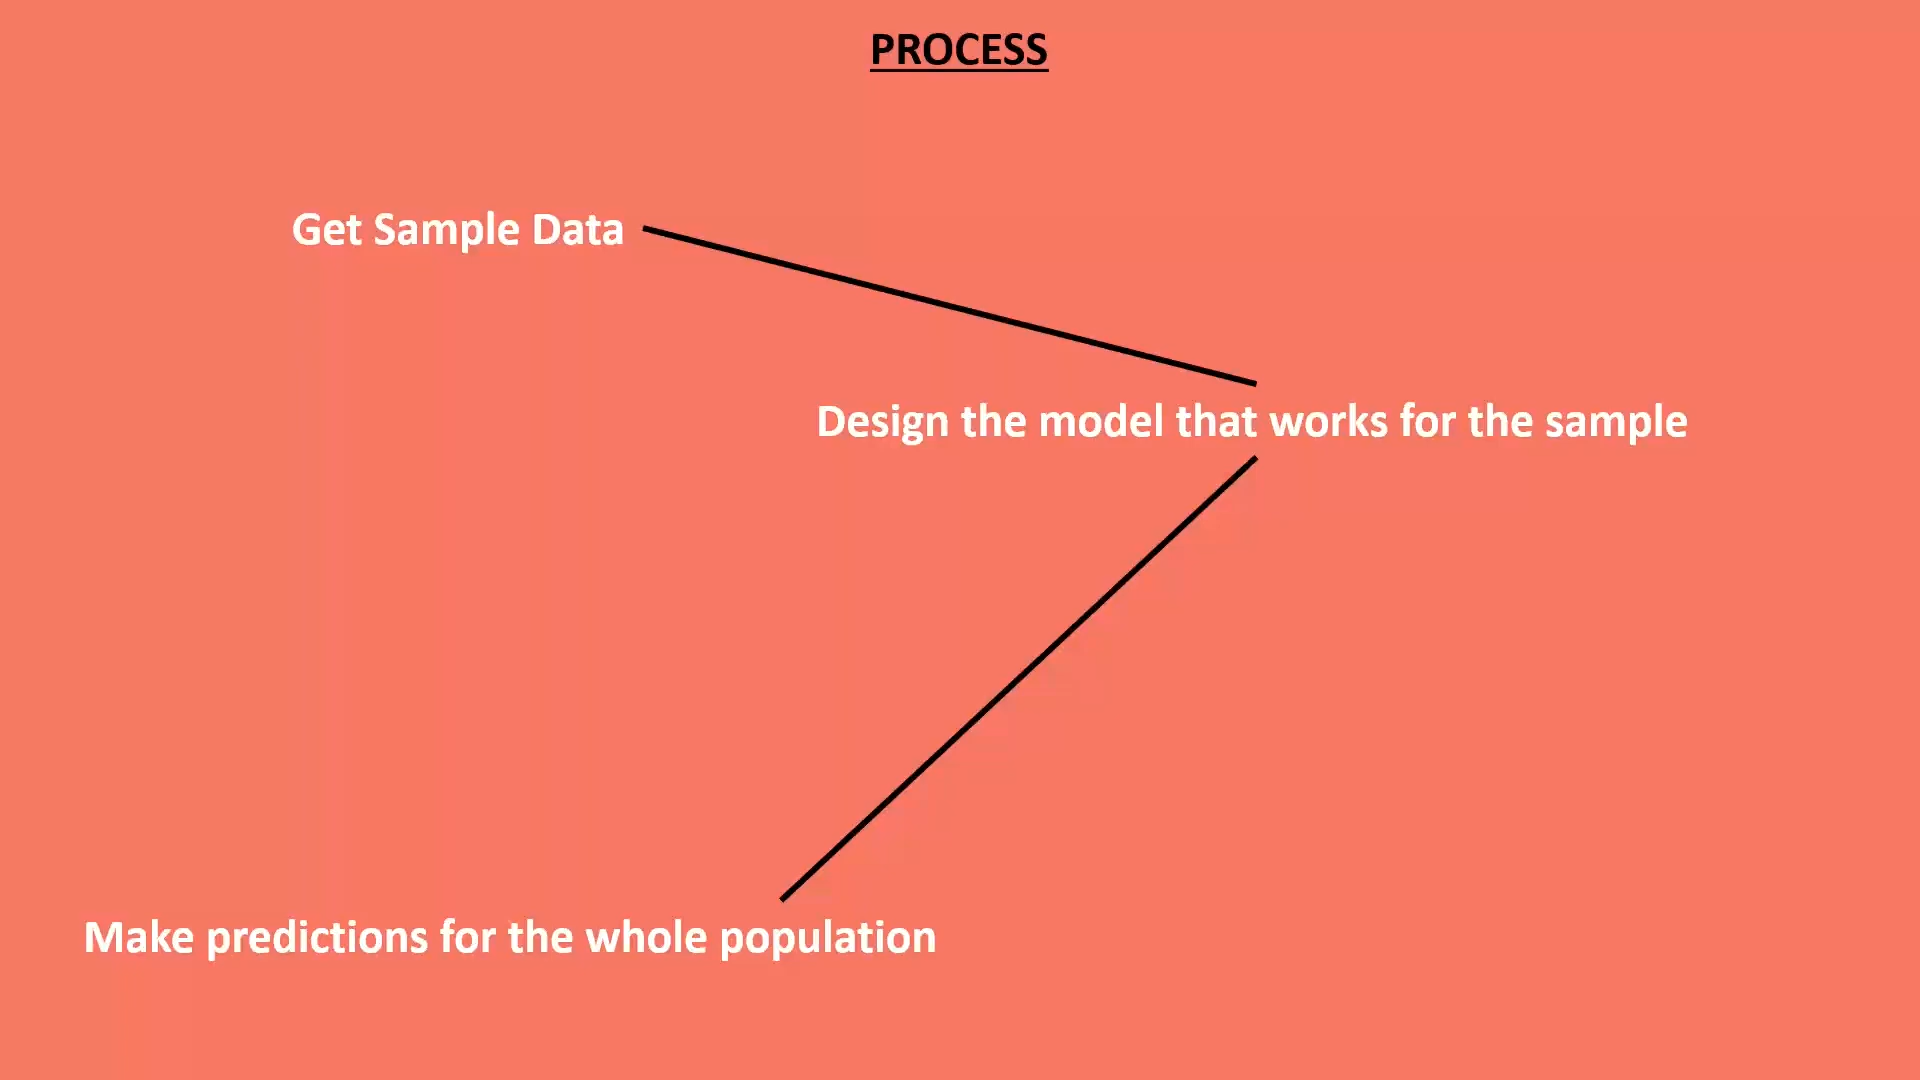 PROCESS
Get Sample Data
Design the model that works for the sample
Make predictions for the whole population